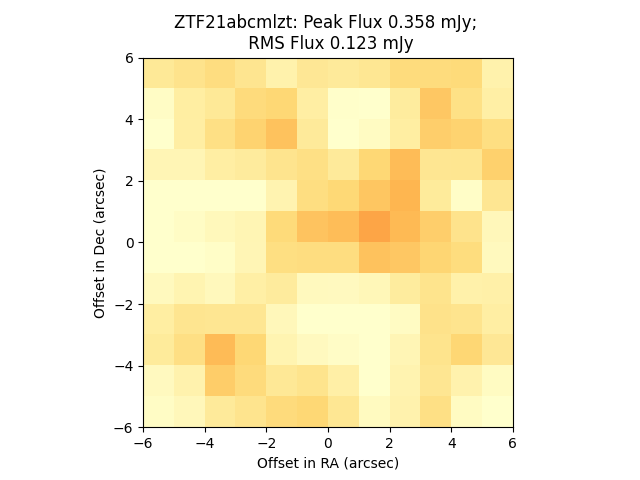 ZTF21abcmlzt: Peak Flux 0.358 mJy;
RMS Flux 0.123 mJy
6
4
2
0
−2
−4
−6
Offset in Dec (arcsec)
−6 −4 −2 0 2 4 6
Offset in RA (arcsec)